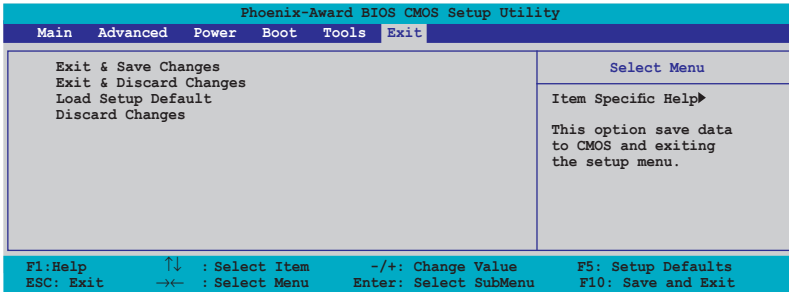 Phoenix-Award BIOS CMOS Setup Utility
Main Advanced Power Boot Tools Exit
Exit & Save Changes
Exit & Discard Changes
Load Setup Default
Discard Changes
Select Menu
Item Specific Help▶
This option save data
to CMOS and exiting
the setup menu.
F1:Help ↑↓ : Select Item -/+: Change Value F5: Setup Defaults
ESC: Exit →← : Select Menu Enter: Select SubMenu F10: Save and Exit